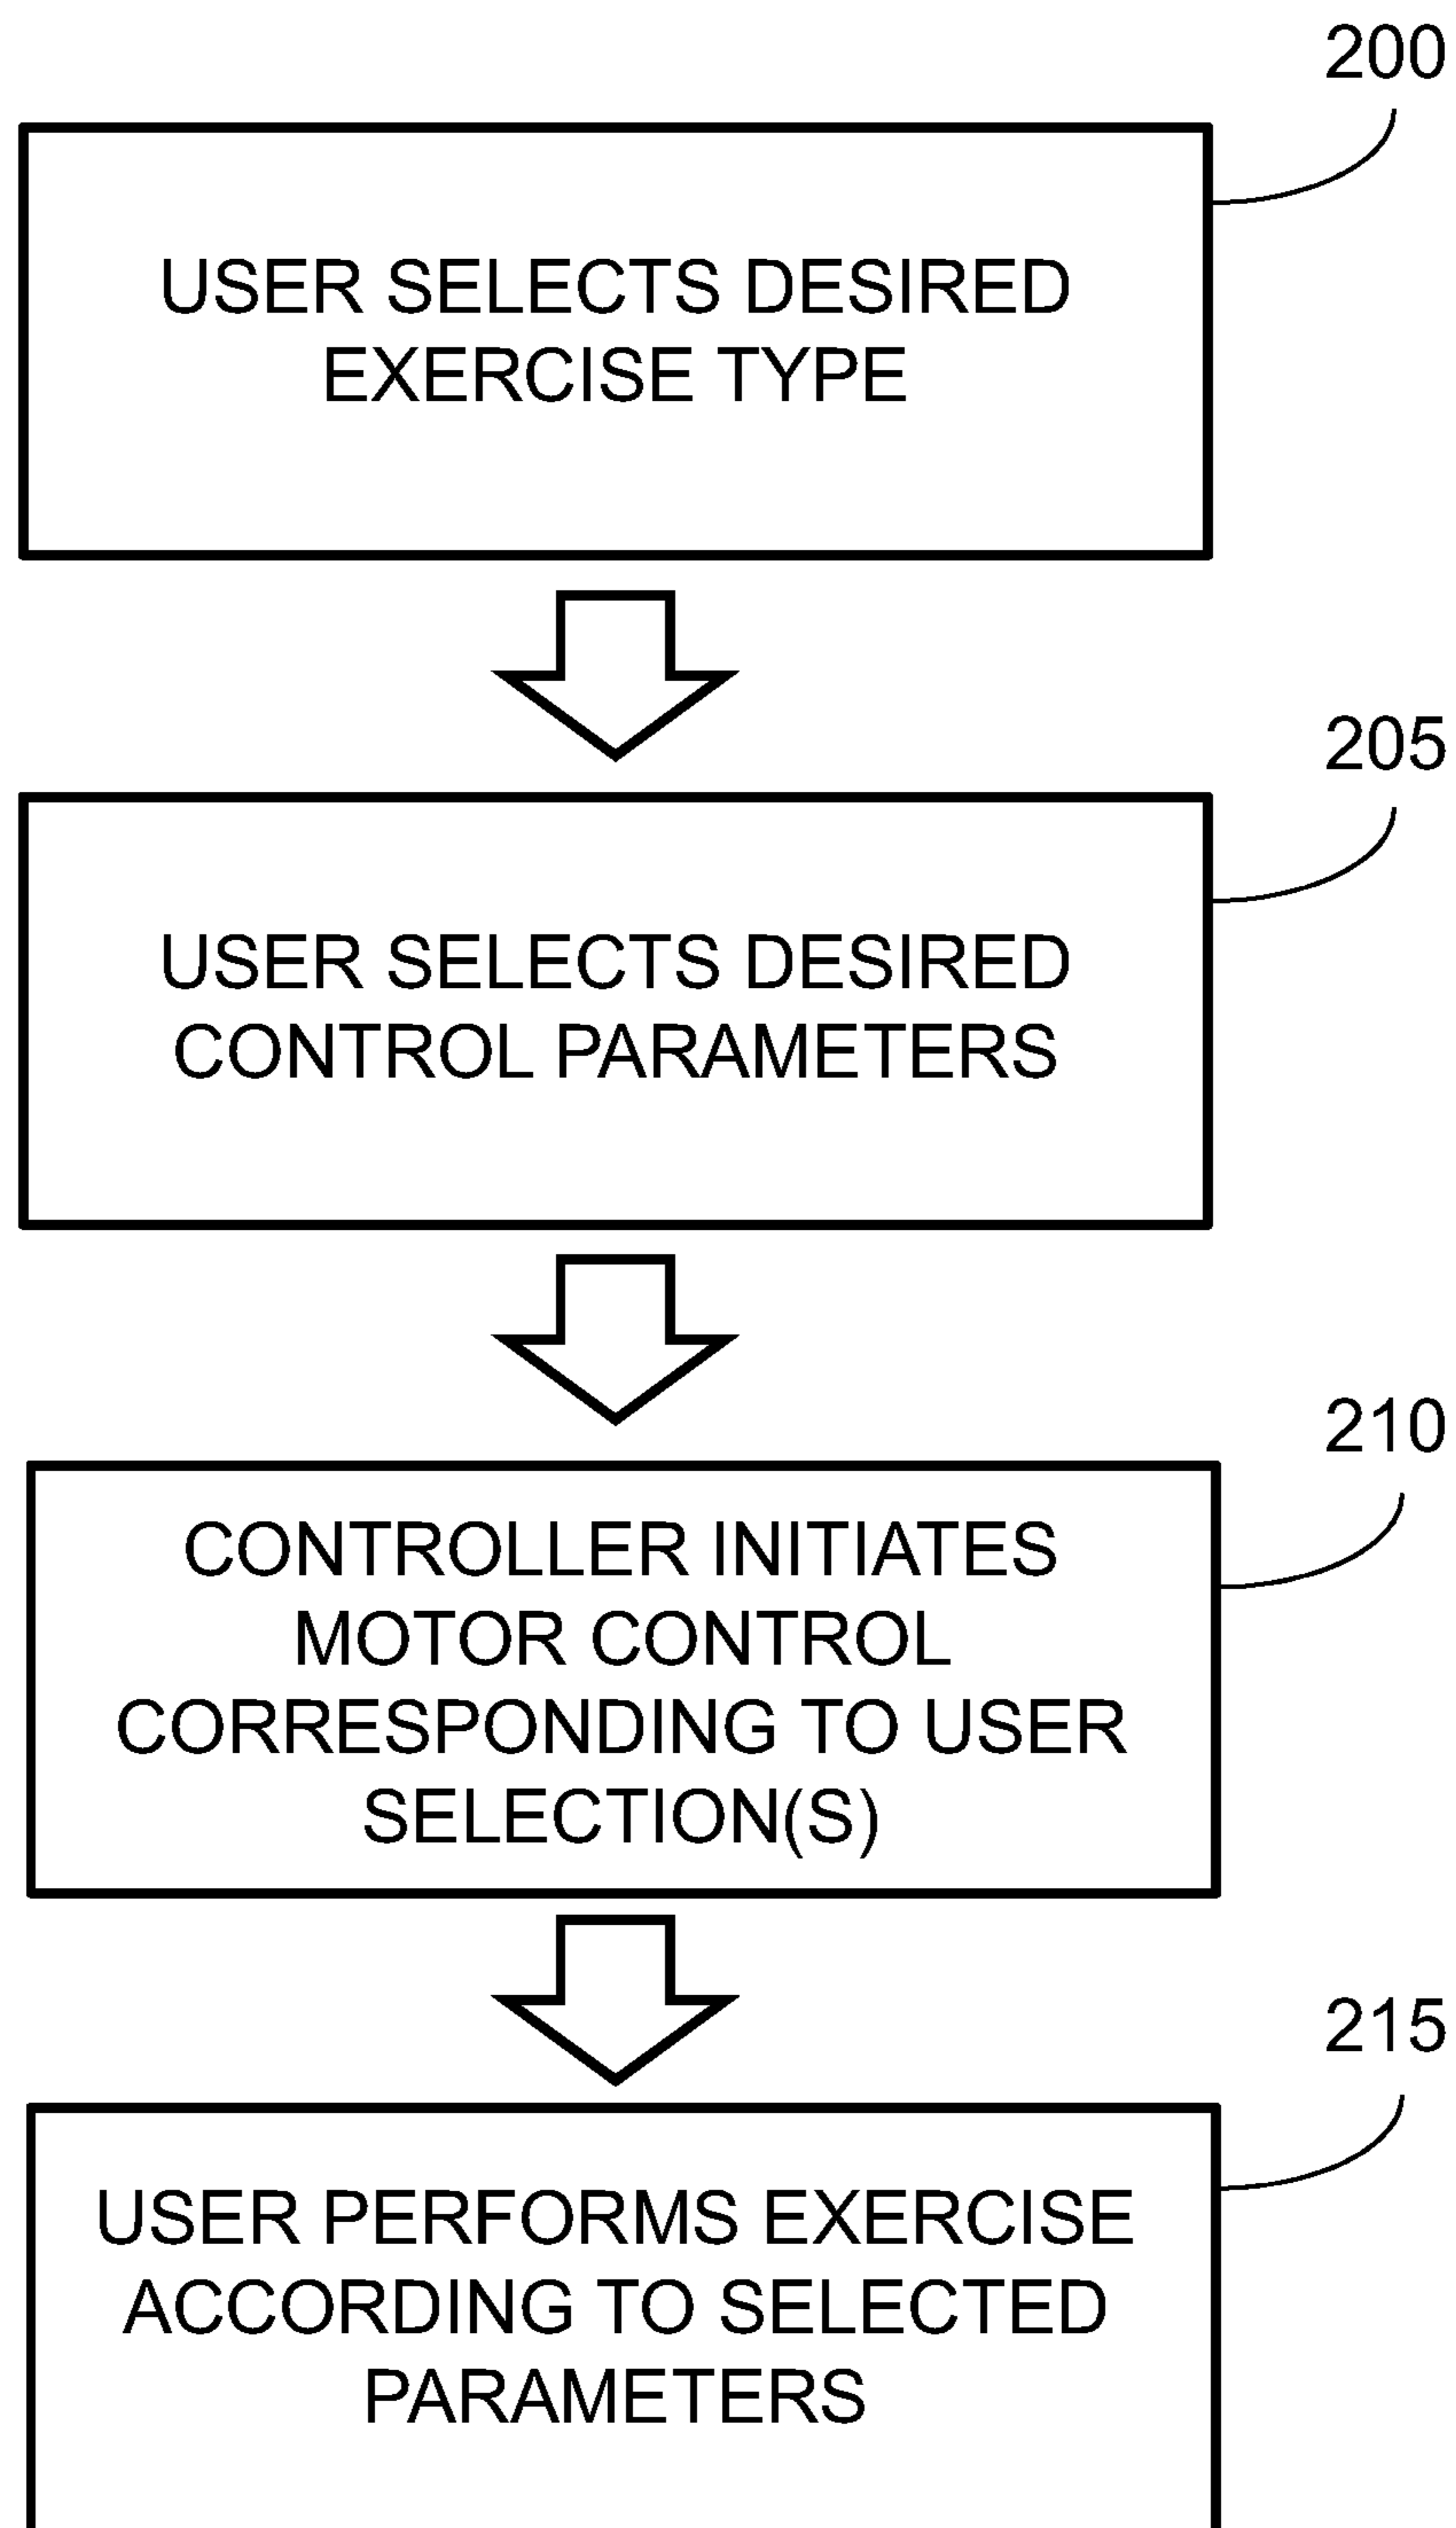 200
USER SELECTS DESIRED
EXERCISE TYPE
205
USER SELECTS DESIRED
CONTROL PARAMETERS
210
CONTROLLER INITIATES
MOTOR CONTROL
CORRESPONDING TO USER
SELECTION(S)
215
USER PERFORMS EXERCISE
ACCORDING TO SELECTED
PARAMETERS